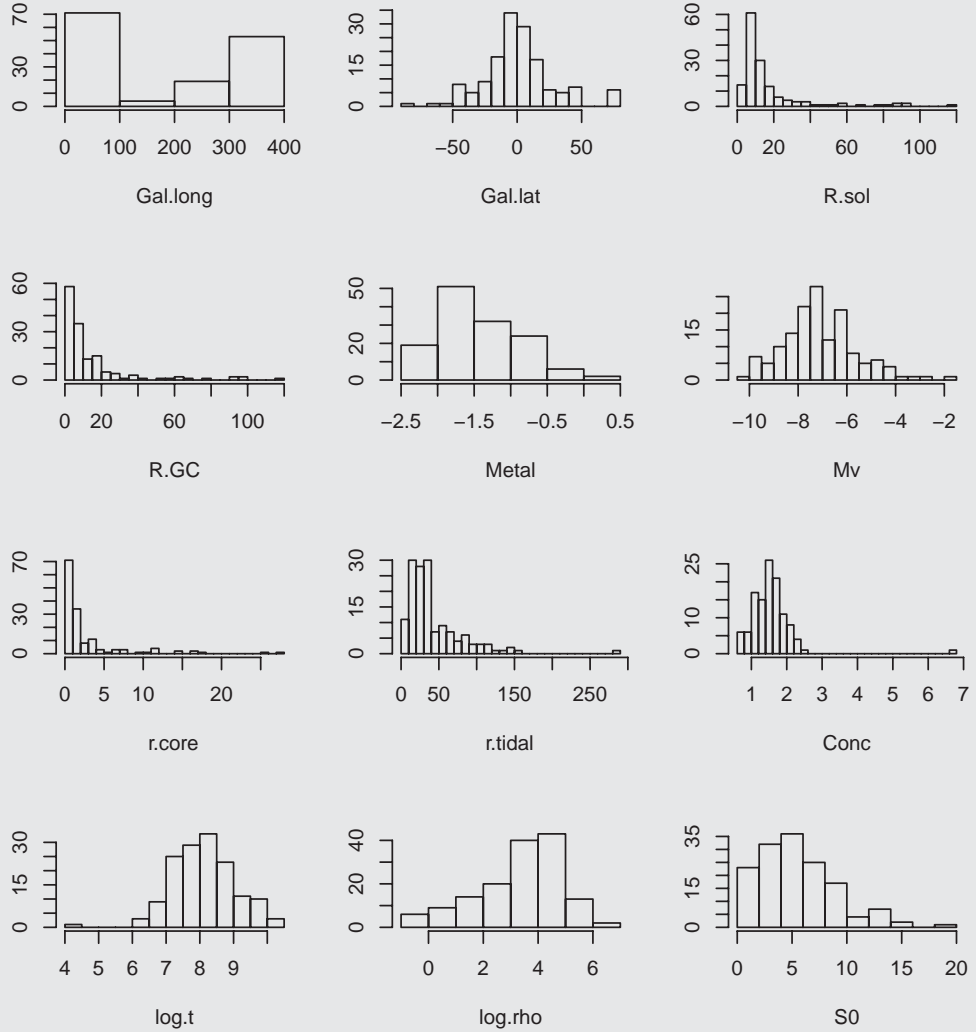 0 30 70
0 100 200 300 400
Gal.long
0 15 30
−50 0 50
Gal.lat
0 30 60
0 20 60 100
R.sol
0 30 60
0 20 60 100
R.GC
0 20 50
−2.5 −1.5 −0.5 0.5
Metal
0 15
−10 −8 −6 −4 −2
Mv
0 30 70
0 5 10 20
r.core
0 15 30
0 50 150 250
r.tidal
0 10 25
1 2 3 4 5 6 7
Conc
0 15 30
4 5 6 7 8 9
log.t
0 20 40
0 2 4 6
log.rho
0 15 35
0 5 10 15 20
S0